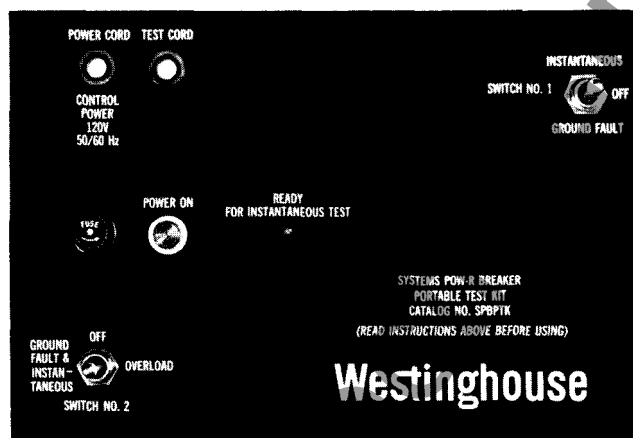 POWER CORD TEST CORD
CONTROL
POWER
120V
50/60 Hz
INSTANTANEOUS
SWITCH NO. 1
OFF
GROUND FAULT
FUSE
POWER ON
READY
FOR INSTANTANEOUS TEST
SYSTEMS POW-R BREAKER
PORTABLE TEST KIT
CATALOG NO. SPBPTK
(READ INSTRUCTIONS ABOVE BEFORE USING)
OFF
GROUND
FAULT &
INSTAN-
TANEOUS
OVERLOAD
SWITCH NO. 2
Westinghouse